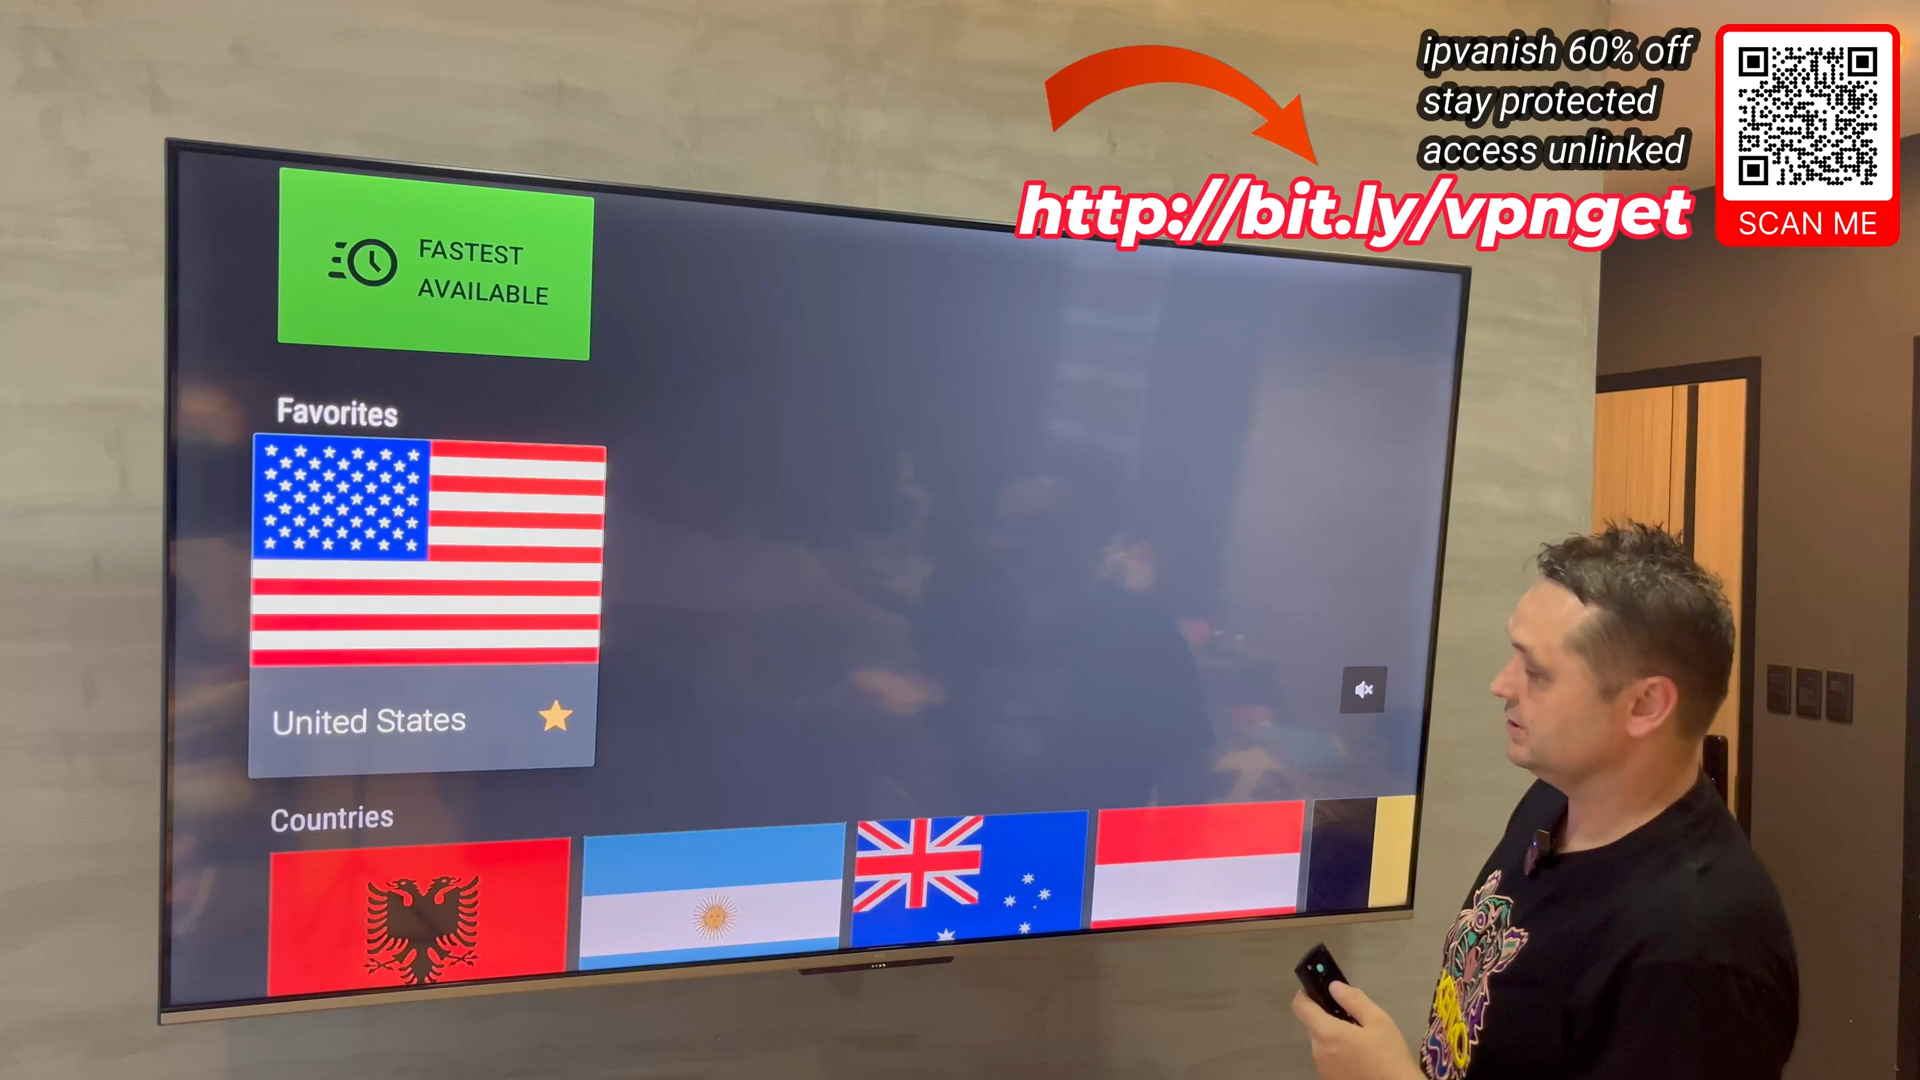 ipvanish 60% off
stay protected
access unlinked
http://bit.ly/vpnget
SCAN ME
FASTEST
AVAILABLE
Favorites
United States
Countries